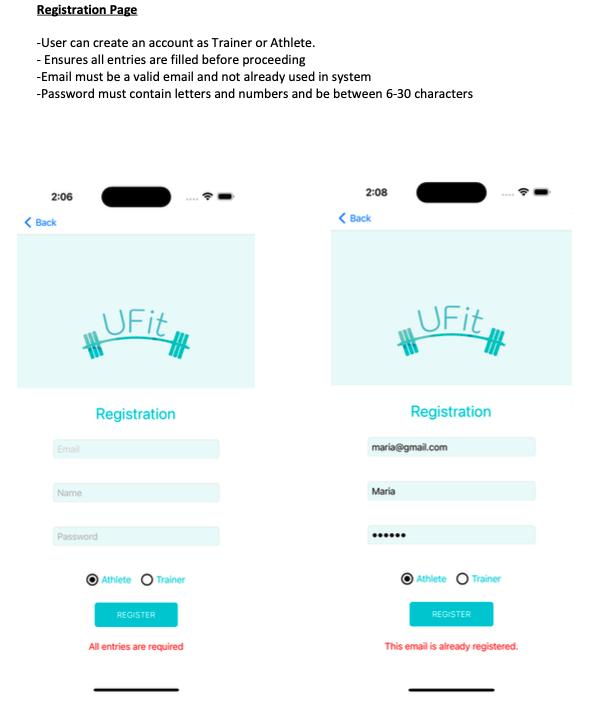 Registration Page
-User can create an account as Trainer or Athlete.
- Ensures all entries are filled before proceeding
-Email must be a valid email and not already used in system
-Password must contain letters and numbers and be between 6-30 characters
2:06
Back
UFit
Registration
Email
Name
Password
Athlete Trainer
REGISTER
All entries are required
2:08
Back
UFit
Registration
maria@gmail.com
Maria
••••••
Athlete Trainer
REGISTER
This email is already registered.